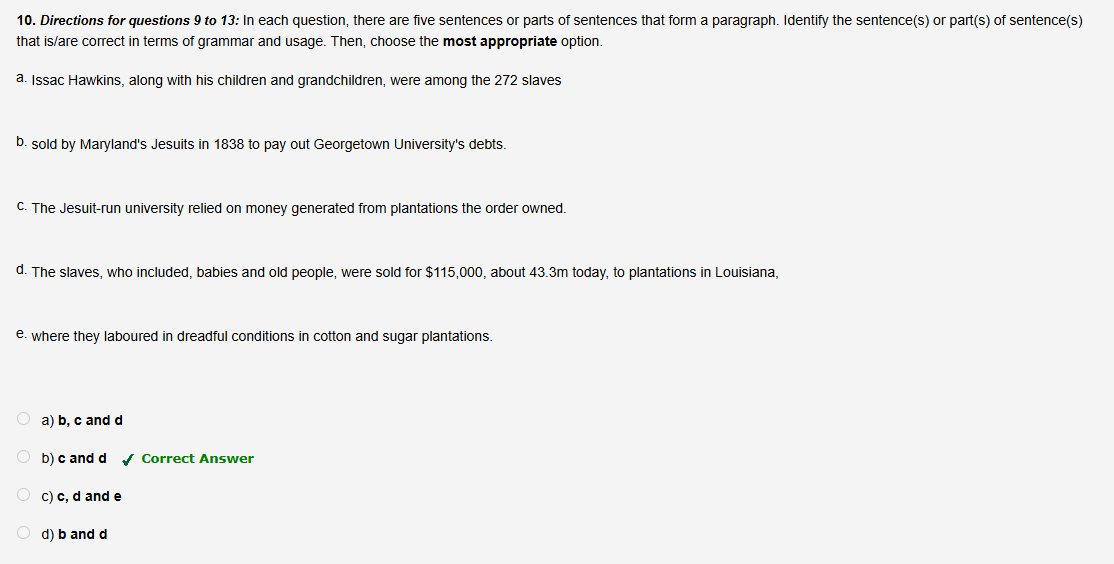 10. Directions for questions 9 to 13: In each question, there are five sentences or parts of sentences that form a paragraph. Identify the sentence(s) or part(s) of sentence(s)
that is/are correct in terms of grammar and usage. Then, choose the most appropriate option.
a. Issac Hawkins, along with his children and grandchildren, were among the 272 slaves
b. sold by Maryland's Jesuits in 1838 to pay out Georgetown University's debts.
c. The Jesuit-run university relied on money generated from plantations the order owned.
d. The slaves, who included, babies and old people, were sold for $115,000, about 43.3m today, to plantations in Louisiana,
e. where they laboured in dreadful conditions in cotton and sugar plantations.
a) b, c and d
b) c and d ✓ Correct Answer
c) c, d and e
d) b and d